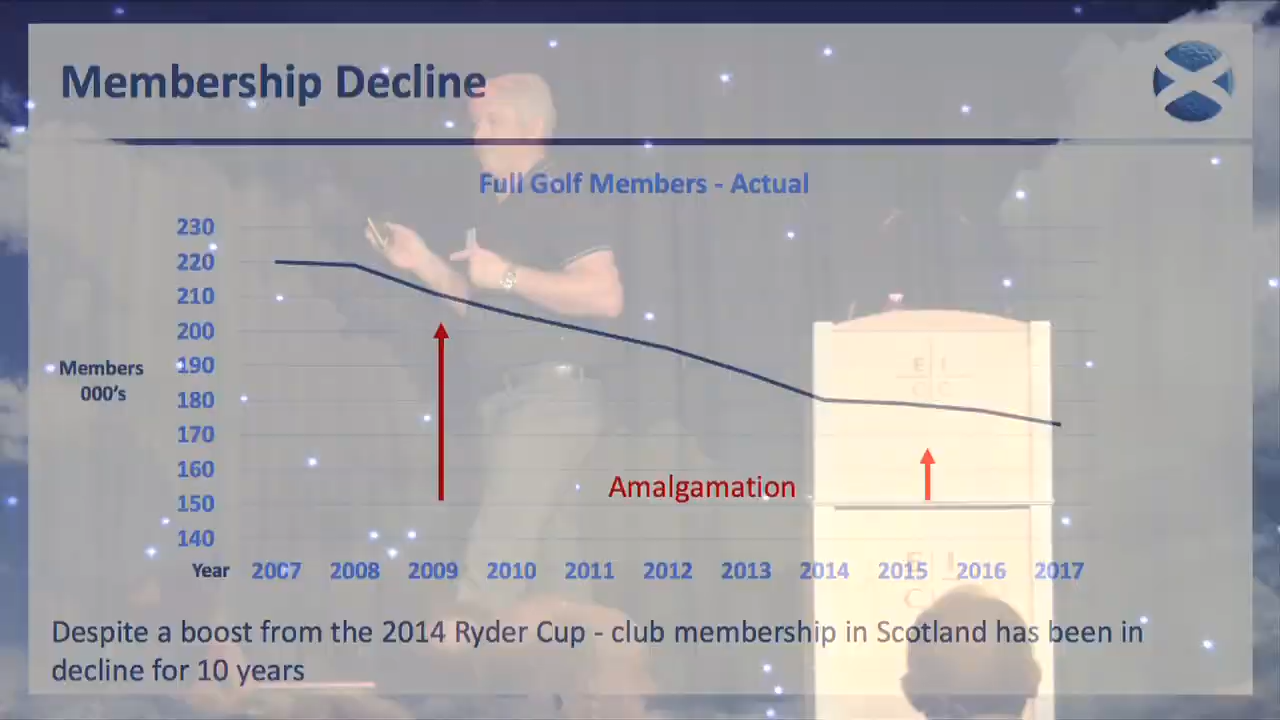 Membership Decline
Full Golf Members - Actual
230
220
210
200
190
180
170
160
150
140
Members
000's
Amalgamation
Year 2007 2008 2009 2010 2011 2012 2013 2014 2015 2016 2017
Despite a boost from the 2014 Ryder Cup - club membership in Scotland has been in
decline for 10 years
E I
C C
E I
C